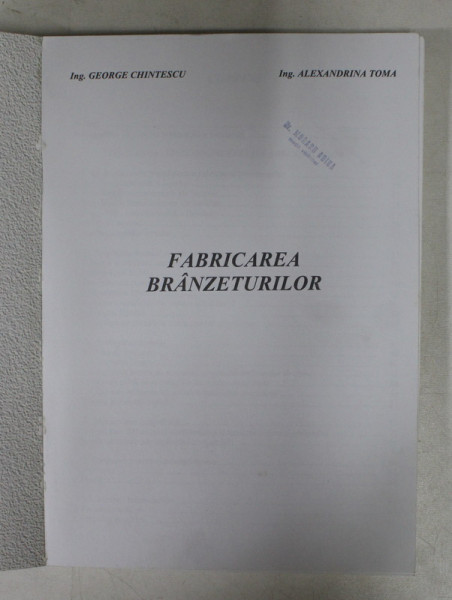 Ing. GEORGE CHINTESCU
Ing. ALEXANDRINA TOMA
FABRICAREA
BRÂNZETURILOR